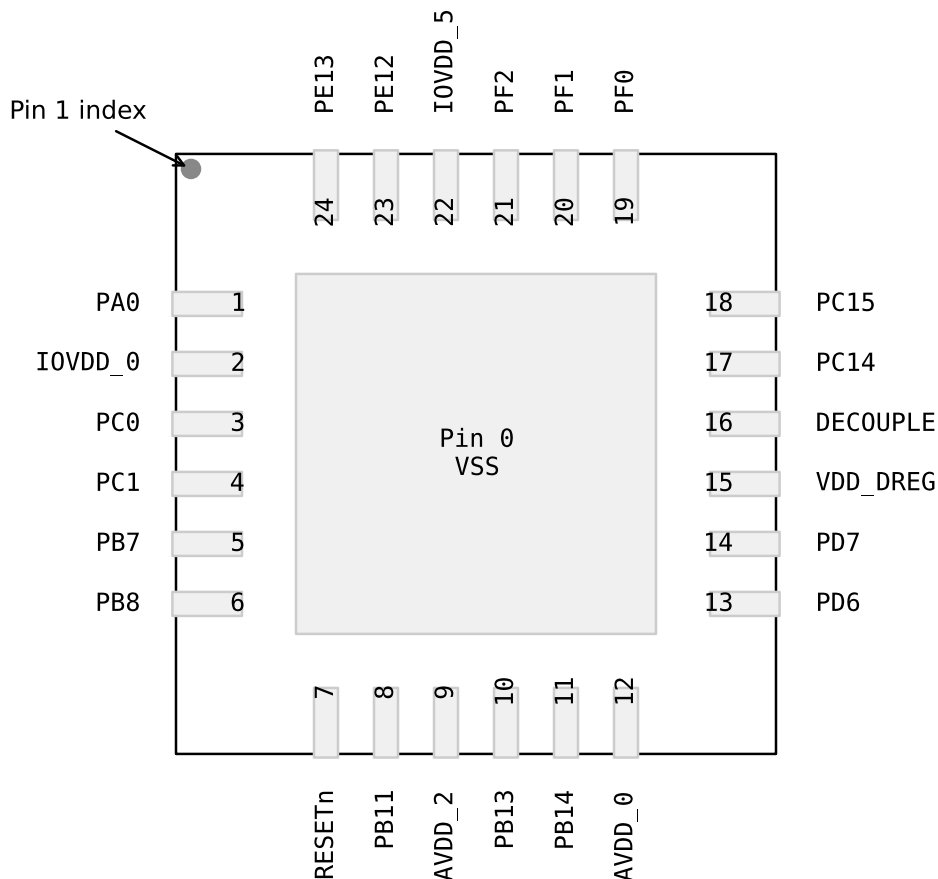 PE13
PE12
IOVDD_5
PF2
PF1
PF0
Pin 1 index
24
23
22
21
20
19
PA0 1
18 PC15
IOVDD_0 2
17 PC14
PC0 3
16 DECOUPLE
Pin 0
VSS
PC1 4
15 VDD_DREG
PB7 5
14 PD7
PB8 6
13 PD6
7
8
9
10
11
12
RESETn
PB11
AVDD_2
PB13
PB14
AVDD_0